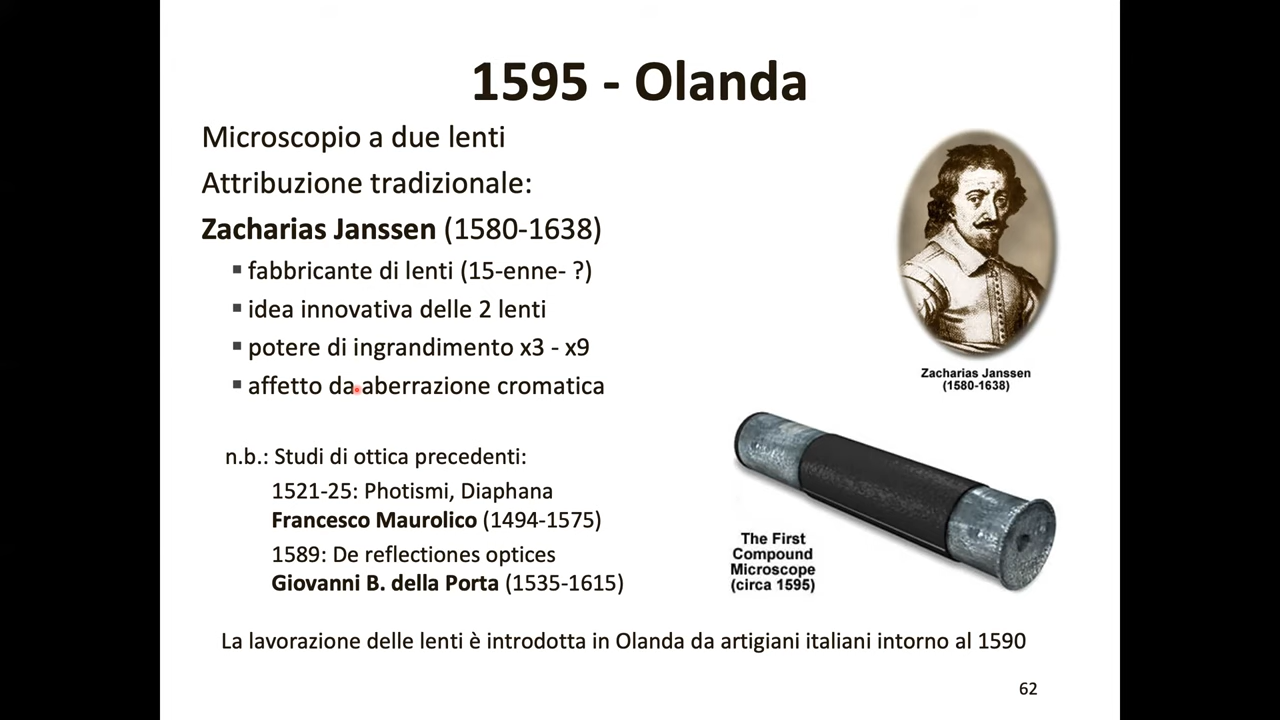 1595 - Olanda
Microscopio a due lenti
Attribuzione tradizionale:
Zacharias Janssen (1580-1638)
▪ fabbricante di lenti (15-enne- ?)
▪ idea innovativa delle 2 lenti
▪ potere di ingrandimento x3 - x9
▪ affetto da aberrazione cromatica
Zacharias Janssen
(1580-1638)
n.b.: Studi di ottica precedenti:
1521-25: Photismi, Diaphana
Francesco Maurolico (1494-1575)
1589: De reflectiones optices
Giovanni B. della Porta (1535-1615)
The First
Compound
Microscope
(circa 1595)
La lavorazione delle lenti è introdotta in Olanda da artigiani italiani intorno al 1590
62